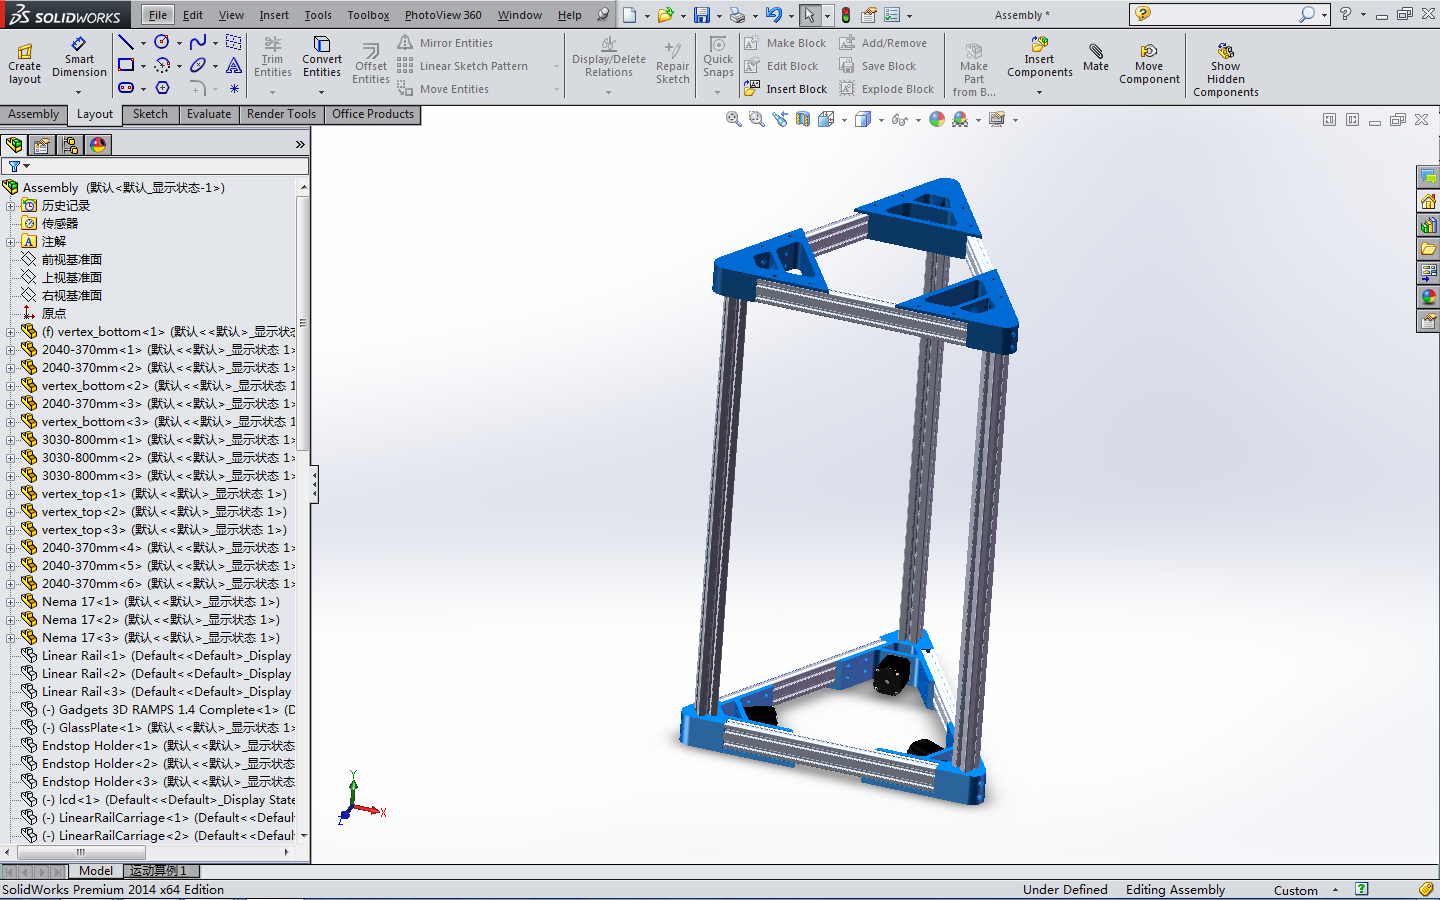 SOLIDWORKS File Edit View Insert Tools Toolbox PhotoView 360 Window Help Assembly *
Create layout
Smart Dimension
Trim Entities
Convert Entities
Offset Entities
Mirror Entities
Linear Sketch Pattern
Move Entities
Display/Delete Relations
Repair Sketch
Quick Snaps
Make Block
Edit Block
Insert Block
Add/Remove
Save Block
Explode Block
Make Part from B...
Insert Components
Mate
Move Component
Show Hidden Components
Assembly Layout Sketch Evaluate Render Tools Office Products
Assembly (默认<默认_显示状态-1>)
历史记录
传感器
注解
前视基准面
上视基准面
右视基准面
原点
(f) vertex_bottom<1> (默认<<默认>_显示状态
2040-370mm<1> (默认<<默认>_显示状态 1>
2040-370mm<2> (默认<<默认>_显示状态 1>
vertex_bottom<2> (默认<<默认>_显示状态 1
2040-370mm<3> (默认<<默认>_显示状态 1>
vertex_bottom<3> (默认<<默认>_显示状态 1
3030-800mm<1> (默认<<默认>_显示状态 1>
3030-800mm<2> (默认<<默认>_显示状态 1>
3030-800mm<3> (默认<<默认>_显示状态 1>
vertex_top<1> (默认<<默认>_显示状态 1>)
vertex_top<2> (默认<<默认>_显示状态 1>)
vertex_top<3> (默认<<默认>_显示状态 1>)
2040-370mm<4> (默认<<默认>_显示状态 1>
2040-370mm<5> (默认<<默认>_显示状态 1>
2040-370mm<6> (默认<<默认>_显示状态 1>
Nema 17<1> (默认<<默认>_显示状态 1>)
Nema 17<2> (默认<<默认>_显示状态 1>)
Nema 17<3> (默认<<默认>_显示状态 1>)
Linear Rail<1> (Default<<Default>_Display
Linear Rail<2> (Default<<Default>_Display
Linear Rail<3> (Default<<Default>_Display
(-) Gadgets 3D RAMPS 1.4 Complete<1> (D
(-) GlassPlate<1> (默认<<默认>_显示状态
Endstop Holder<1> (默认<<默认>_显示状态
Endstop Holder<2> (默认<<默认>_显示状态
Endstop Holder<3> (默认<<默认>_显示状态
(-) lcd<1> (Default<<Default>_Display State
(-) LinearRailCarriage<1> (Default<<Defaul
(-) LinearRailCarriage<2> (Default<<Defaul
Y
X
Z
Model 运动算例 1
SolidWorks Premium 2014 x64 Edition Under Defined Editing Assembly Custom